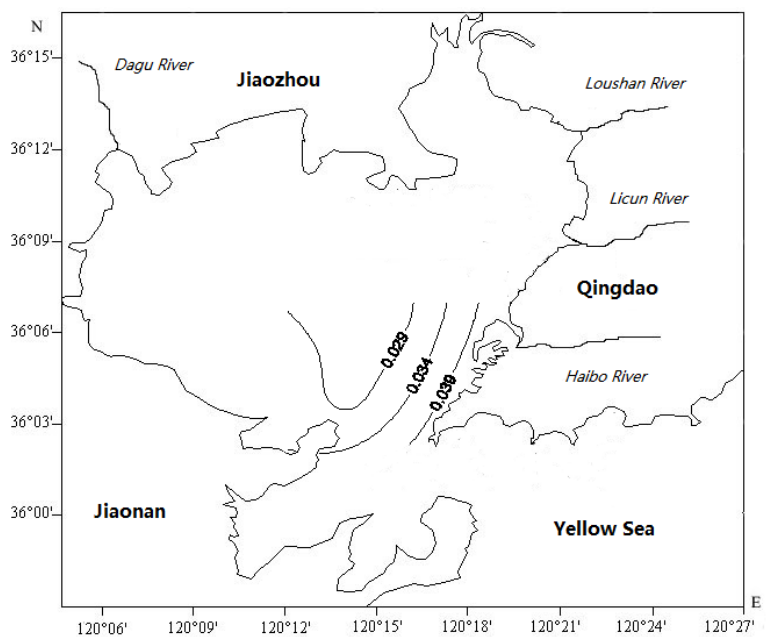 N
36°15'
Dagu River
Jiaozhou
Loushan River
36°12'
Licun River
36°09'
Qingdao
36°06'
0.029
0.034
0.039
Haibo River
36°03'
36°00'
Jiaonan
Yellow Sea
E
120°06' 120°09' 120°12' 120°15' 120°18' 120°21' 120°24' 120°27'